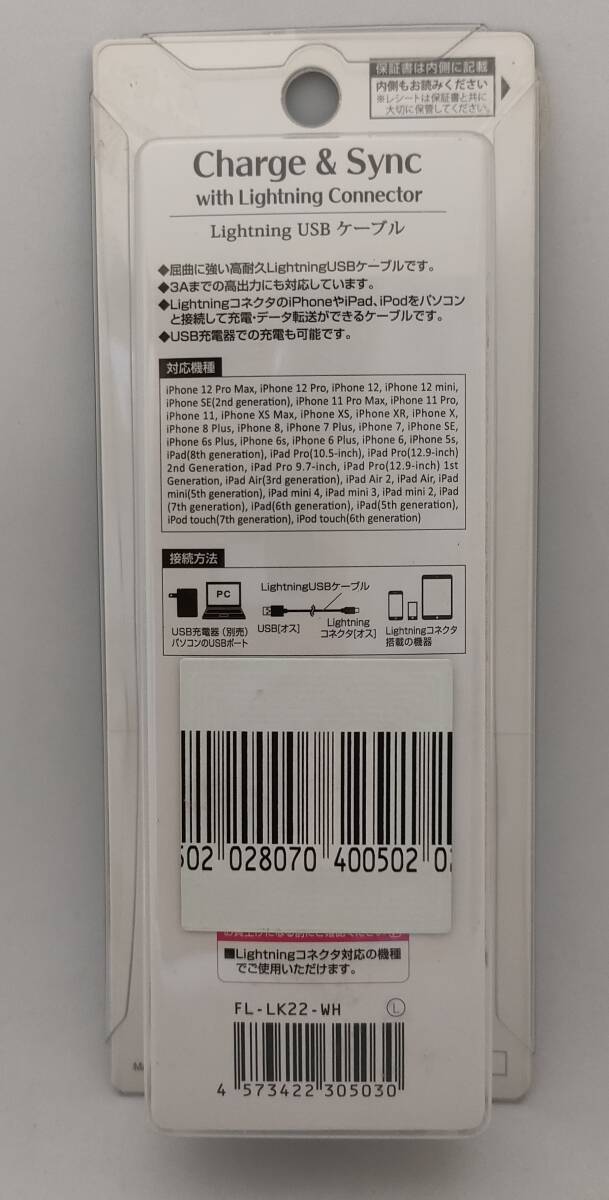 保証書は内側に記載
内側もお読みください
※レシートは保証書と共に
大切に保管してください。
Charge & Sync
with Lightning Connector
Lightning USB ケーブル
◆屈曲に強い高耐久LightningUSBケーブルです。
◆3Aまでの高出力にも対応しています。
◆LightningコネクタのiPhoneやiPad、iPodをパソコン
と接続して充電・データ転送ができるケーブルです。
◆USB充電器での充電も可能です。
対応機種
iPhone 12 Pro Max, iPhone 12 Pro, iPhone 12, iPhone 12 mini,
iPhone SE(2nd generation), iPhone 11 Pro Max, iPhone 11 Pro,
iPhone 11, iPhone XS Max, iPhone XS, iPhone XR, iPhone X,
iPhone 8 Plus, iPhone 8, iPhone 7 Plus, iPhone 7, iPhone SE,
iPhone 6s Plus, iPhone 6s, iPhone 6 Plus, iPhone 6, iPhone 5s,
iPad(8th generation), iPad Pro(10.5-inch), iPad Pro(12.9-inch)
2nd Generation, iPad Pro 9.7-inch, iPad Pro(12.9-inch) 1st
Generation, iPad Air(3rd generation), iPad Air 2, iPad Air, iPad
mini(5th generation), iPad mini 4, iPad mini 3, iPad mini 2, iPad
(7th generation), iPad(6th generation), iPad(5th generation),
iPod touch(7th generation), iPod touch(6th generation)
接続方法
PC
LightningUSBケーブル
USB充電器（別売）
パソコンのUSBポート
USB[オス]
Lightning
コネクタ[オス]
Lightningコネクタ
搭載の機器
502 028070 400502 02
お買上げになる前にご確認ください
■Lightningコネクタ対応の機種
でご使用いただけます。
FL-LK22-WH
L
4 573422 305030